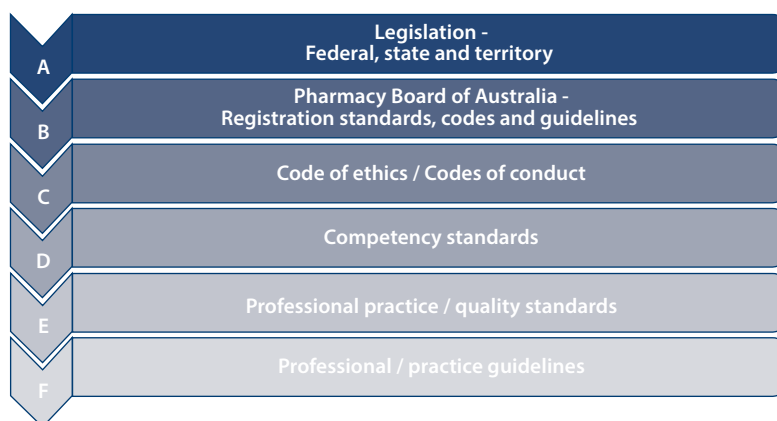 A
Legislation -
Federal, state and territory
B
Pharmacy Board of Australia -
Registration standards, codes and guidelines
C
Code of ethics / Codes of conduct
D
Competency standards
E
Professional practice / quality standards
F
Professional / practice guidelines